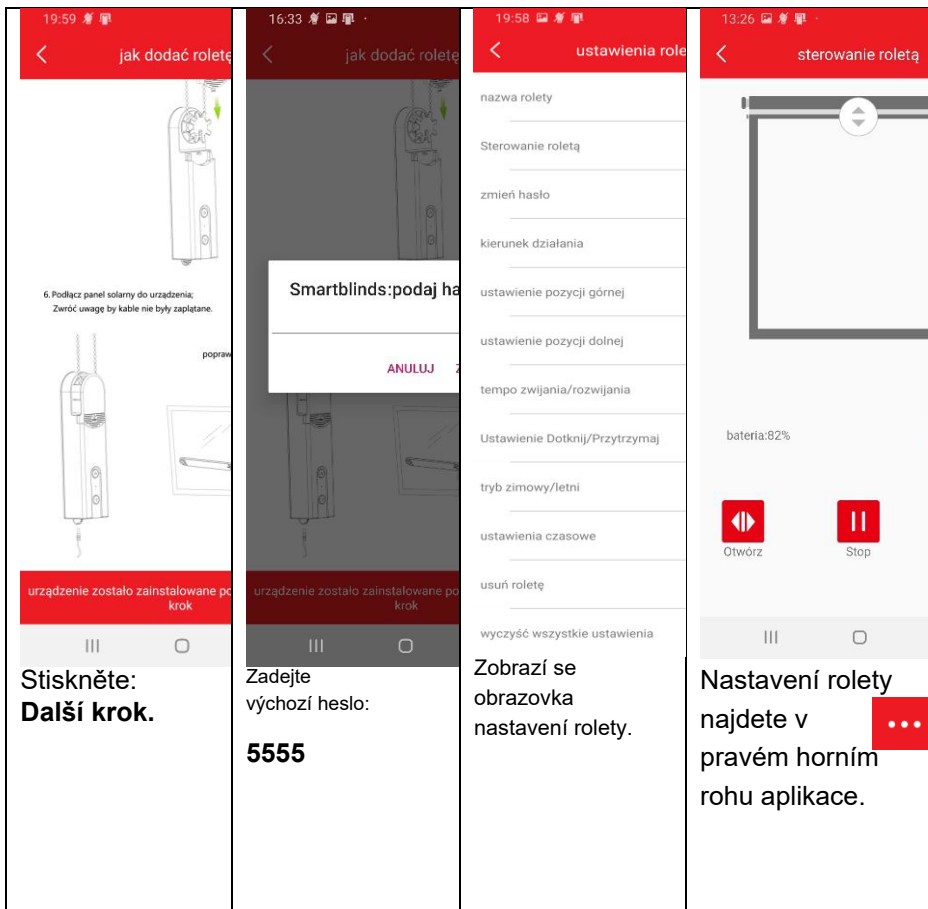 19:59
jak dodać roletę
6. Podłącz panel solarny do urządzenia;
Zwróć uwagę by kable nie były zaplątane.
popraw
urządzenie zostało zainstalowane po
krok
Stiskněte:
Další krok.
16:33
jak dodać roletę
Smartblinds:podaj ha
ANULUJ
urządzenie zostało zainstalowane po
krok
Zadejte
výchozí heslo:
5555
19:58
ustawienia role
nazwa rolety
Sterowanie roletą
zmień hasło
kierunek działania
ustawienie pozycji górnej
ustawienie pozycji dolnej
tempo zwijania/rozwijania
Ustawienie Dotknij/Przytrzymaj
tryb zimowy/letni
ustawienia czasowe
usuń roletę
wyczyść wszystkie ustawienia
Zobrazí se
obrazovka
nastavení rolety.
13:26
sterowanie roletą
bateria:82%
Otwórz
Stop
Nastavení rolety
najdete v
pravém horním
rohu aplikace.